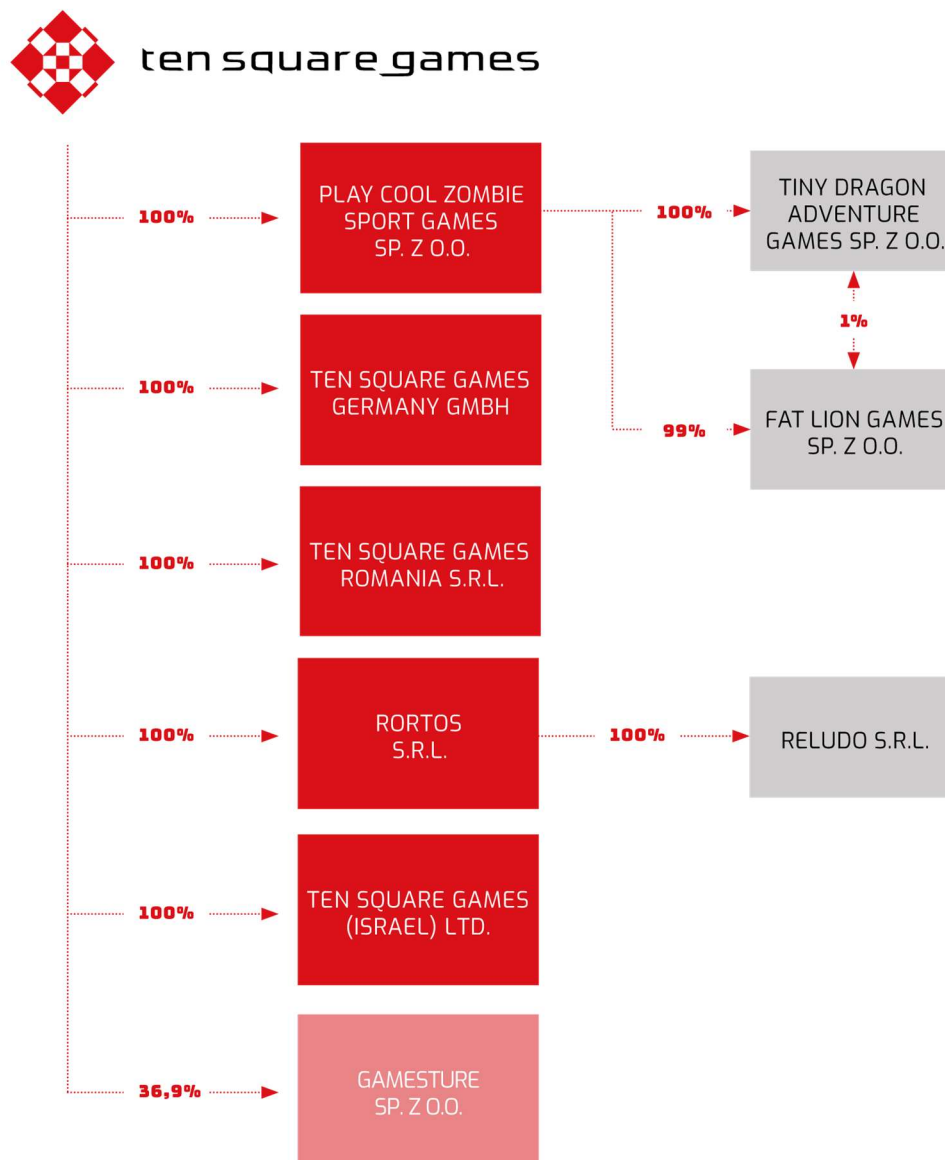 ten square games
100%
PLAY COOL ZOMBIE
SPORT GAMES
SP. Z O.O.
100%
TINY DRAGON
ADVENTURE
GAMES SP. Z O.O.
1%
100%
TEN SQUARE GAMES
GERMANY GMBH
99%
FAT LION GAMES
SP. Z O.O.
100%
TEN SQUARE GAMES
ROMANIA S.R.L.
100%
RORTOS
S.R.L.
100%
RELUDO S.R.L.
100%
TEN SQUARE GAMES
(ISRAEL) LTD.
36,9%
GAMESTURE
SP. Z O.O.